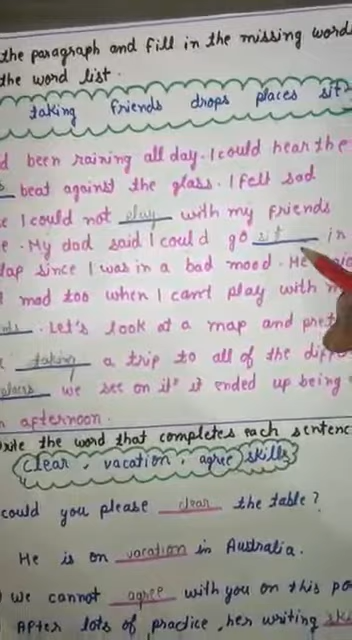 the paragraph and fill in the missing word
the word list.
taking friends drops places sit
d been raining all day. I could hear the
beat against the glass. I felt sad
e I could not play with my friends
e. My dad said I could go sit in
lap since I was in a bad mood. He
mad too when I can't play with m
nds. Let's look at a map and pret
taking a trip to all of the diff
places we see on it." it ended up being
n afternoon.
rite the word that completes each sentenc
clear, vacation, agree, skills
could you please clear the table?
He is on vacation in Australia.
we cannot agree with you on this po
After lots of practice, her writing sk